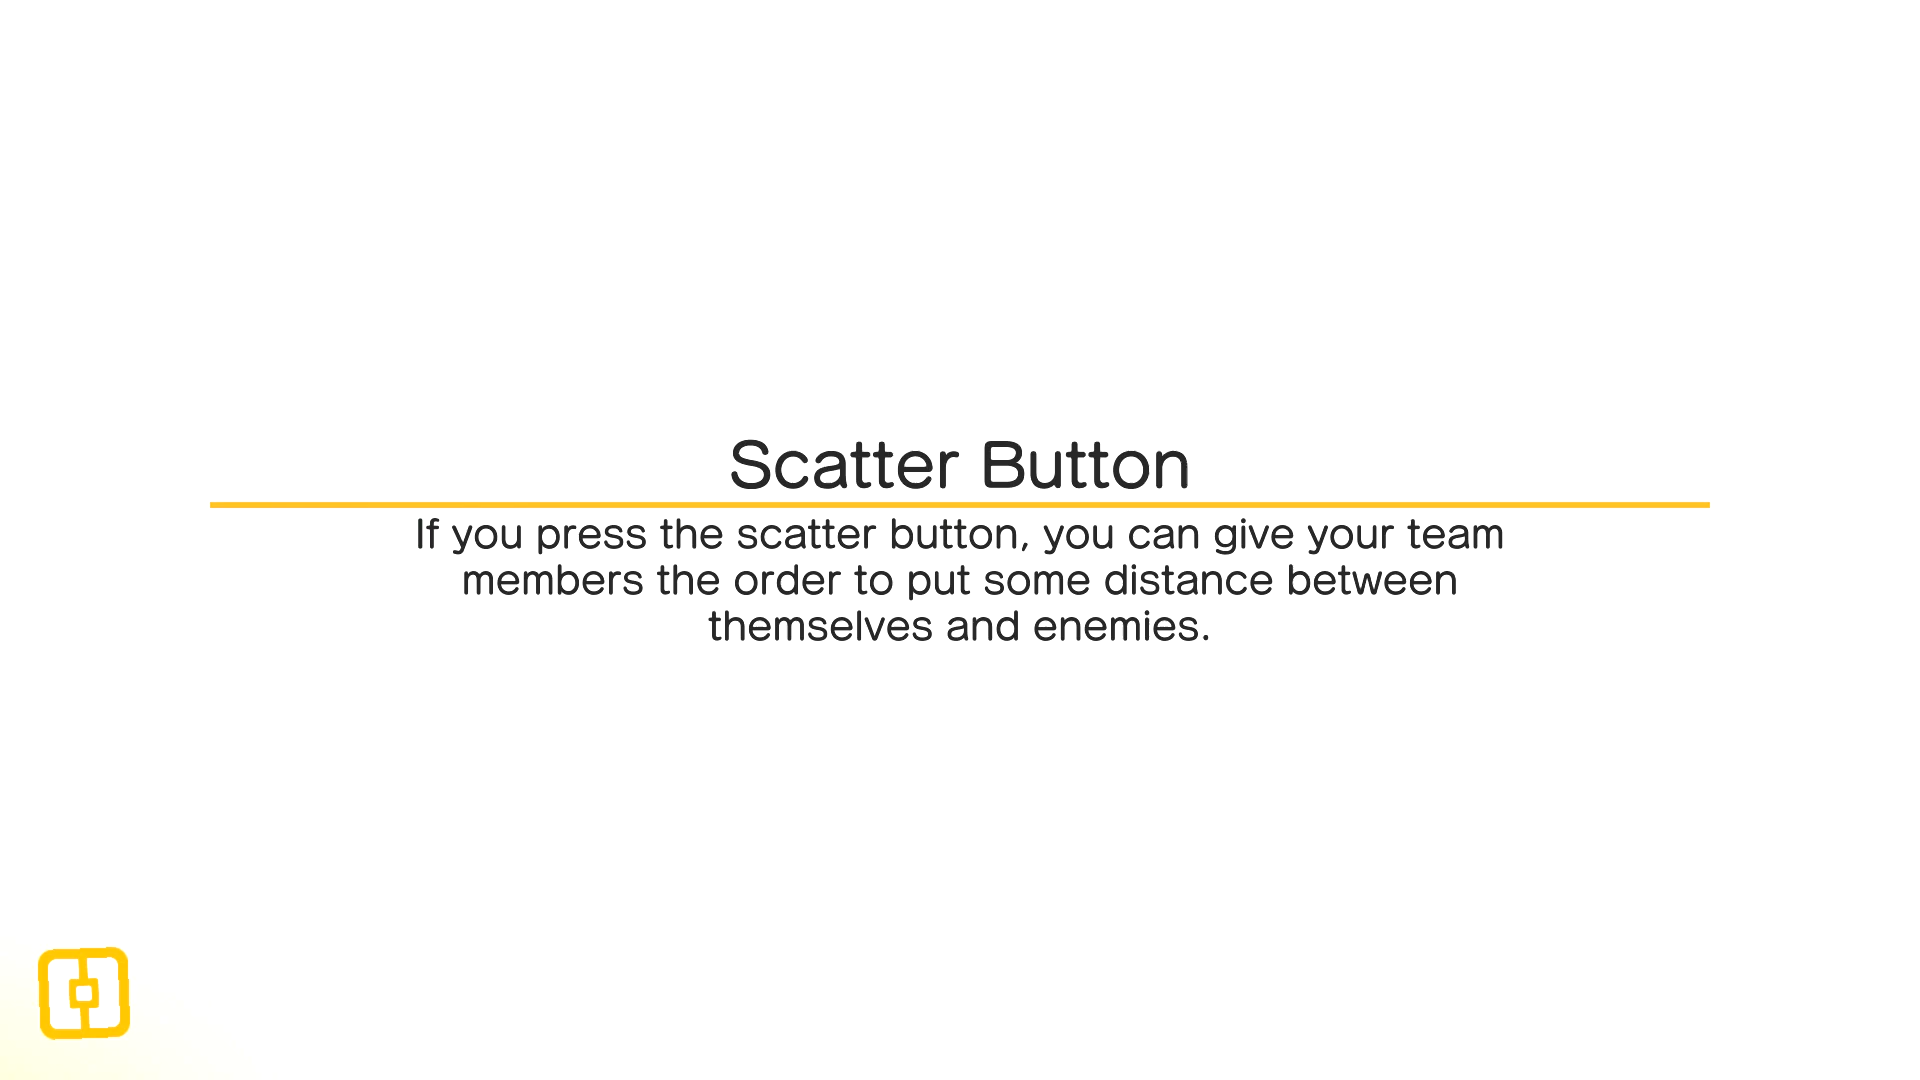 Scatter Button
If you press the scatter button, you can give your team
members the order to put some distance between
themselves and enemies.